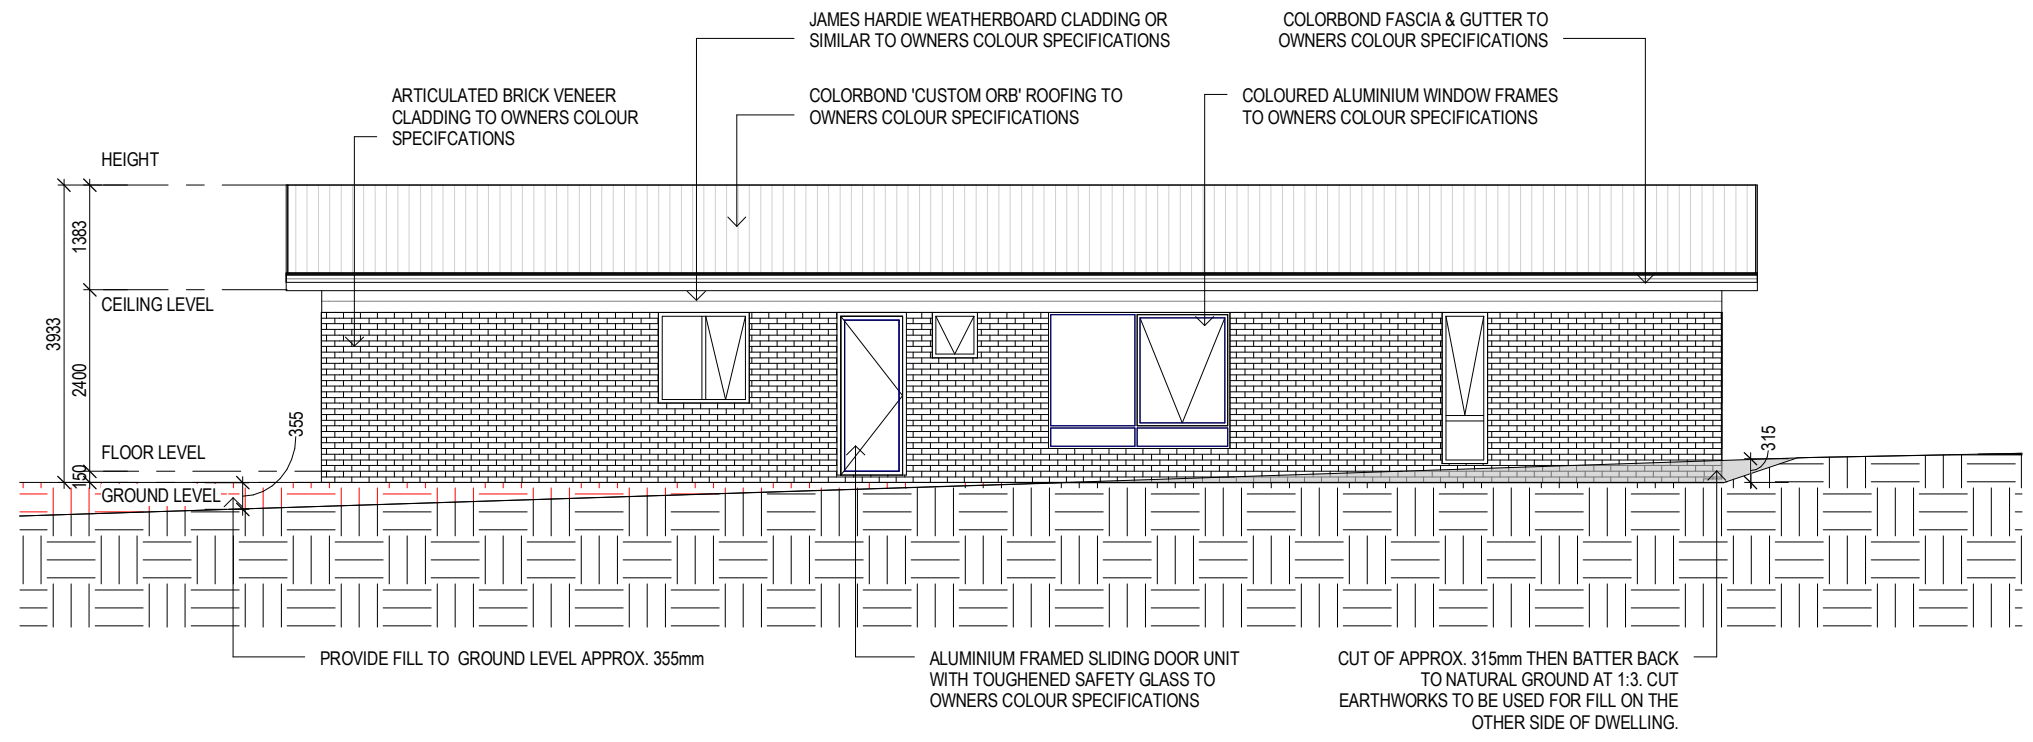 JAMES HARDIE WEATHERBOARD CLADDING OR
SIMILAR TO OWNERS COLOUR SPECIFICATIONS
COLORBOND FASCIA & GUTTER TO
OWNERS COLOUR SPECIFICATIONS
ARTICULATED BRICK VENEER
CLADDING TO OWNERS COLOUR
SPECIFCATIONS
COLORBOND 'CUSTOM ORB' ROOFING TO
OWNERS COLOUR SPECIFICATIONS
COLOURED ALUMINIUM WINDOW FRAMES
TO OWNERS COLOUR SPECIFICATIONS
HEIGHT
1383
CEILING LEVEL
3933
2400
355
FLOOR LEVEL
150
GROUND LEVEL
315
PROVIDE FILL TO GROUND LEVEL APPROX. 355mm
ALUMINIUM FRAMED SLIDING DOOR UNIT
WITH TOUGHENED SAFETY GLASS TO
OWNERS COLOUR SPECIFICATIONS
CUT OF APPROX. 315mm THEN BATTER BACK
TO NATURAL GROUND AT 1:3. CUT
EARTHWORKS TO BE USED FOR FILL ON THE
OTHER SIDE OF DWELLING.